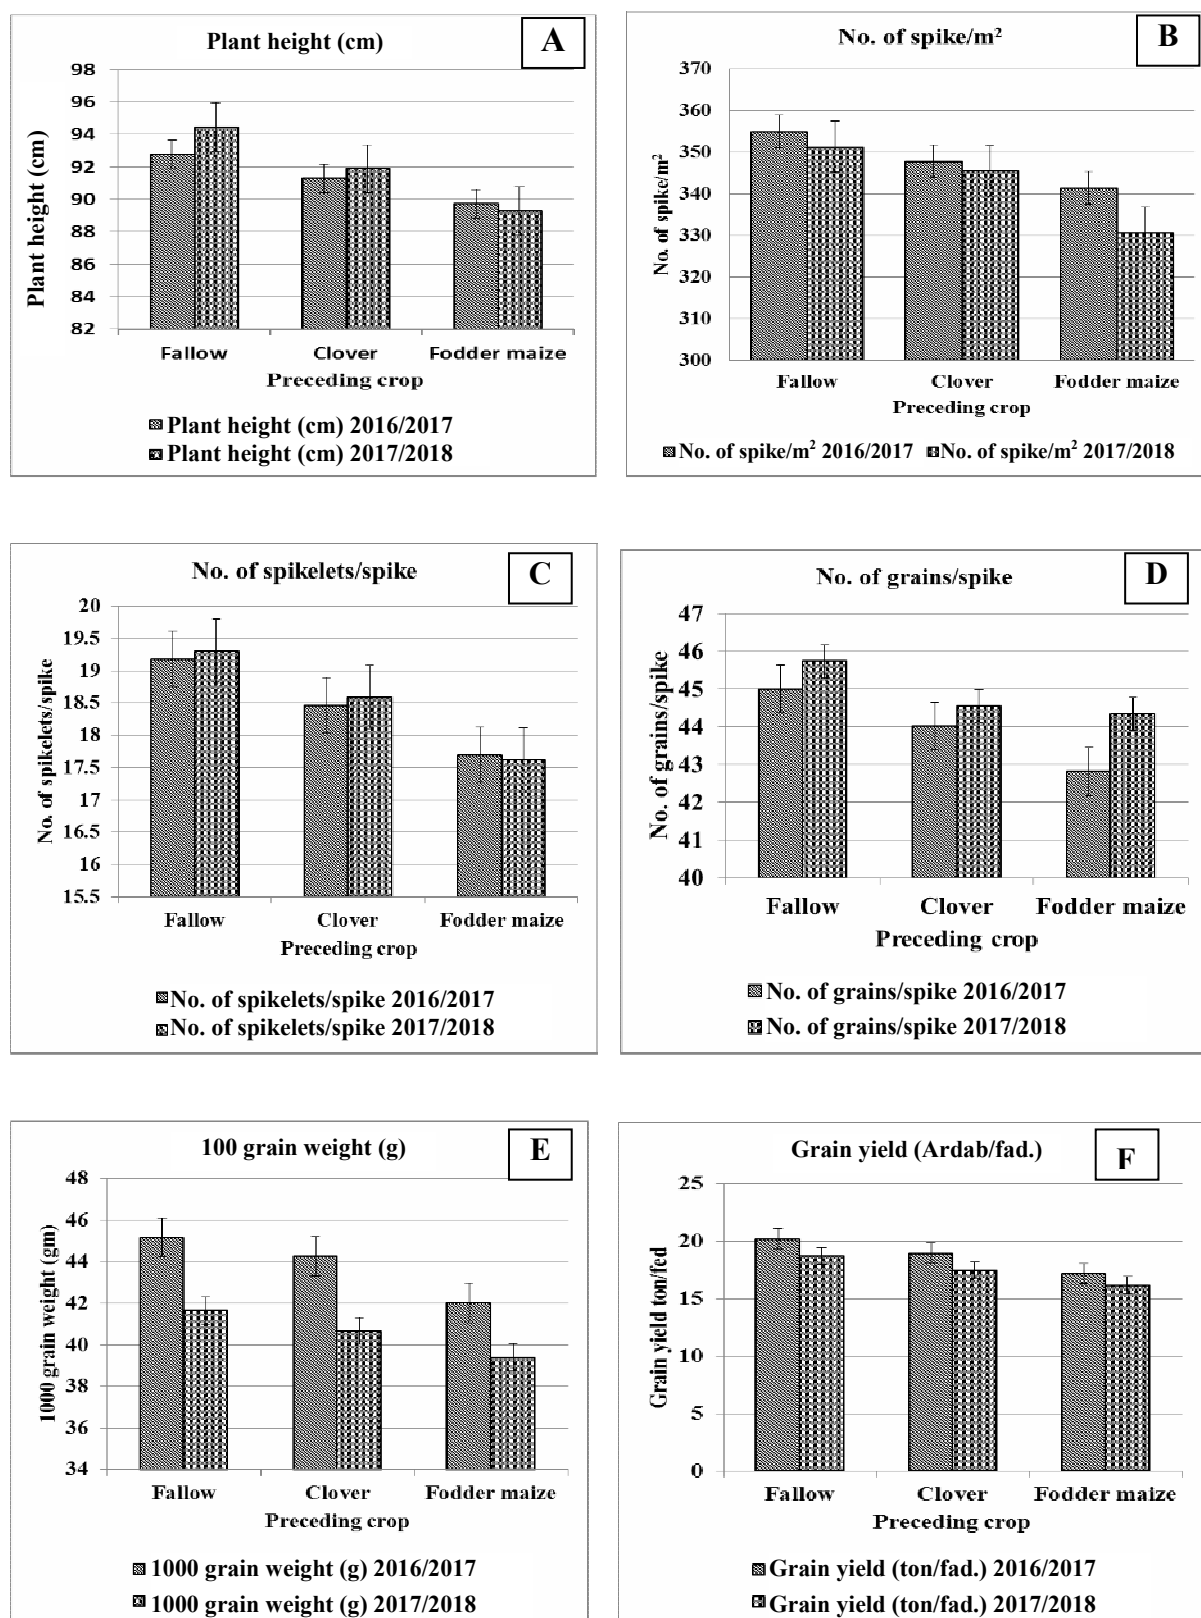 Plant height (cm)
A
Plant height (cm)
98
96
94
92
90
88
86
84
82
Fallow Clover Fodder maize
Preceding crop
Plant height (cm) 2016/2017
Plant height (cm) 2017/2018
No. of spike/m²
B
No. of spike/m²
370
360
350
340
330
320
310
300
Fallow Clover Fodder maize
Preceding crop
No. of spike/m² 2016/2017 No. of spike/m² 2017/2018
No. of spikelets/spike
C
No. of spikelets/spike
20
19.5
19
18.5
18
17.5
17
16.5
16
15.5
Fallow Clover Fodder maize
Preceding crop
No. of spikelets/spike 2016/2017
No. of spikelets/spike 2017/2018
No. of grains/spike
D
No. of grains/spike
47
46
45
44
43
42
41
40
Fallow Clover Fodder maize
Preceding crop
No. of grains/spike 2016/2017
No. of grains/spike 2017/2018
100 grain weight (g)
E
1000 grain weight (gm)
48
46
44
42
40
38
36
34
Fallow Clover Fodder maize
Preceding crop
1000 grain weight (g) 2016/2017
1000 grain weight (g) 2017/2018
Grain yield (Ardab/fad.)
F
Grain yield ton/fed
25
20
15
10
5
0
Fallow Clover Fodder maize
Preceding crop
Grain yield (ton/fad.) 2016/2017
Grain yield (ton/fad.) 2017/2018